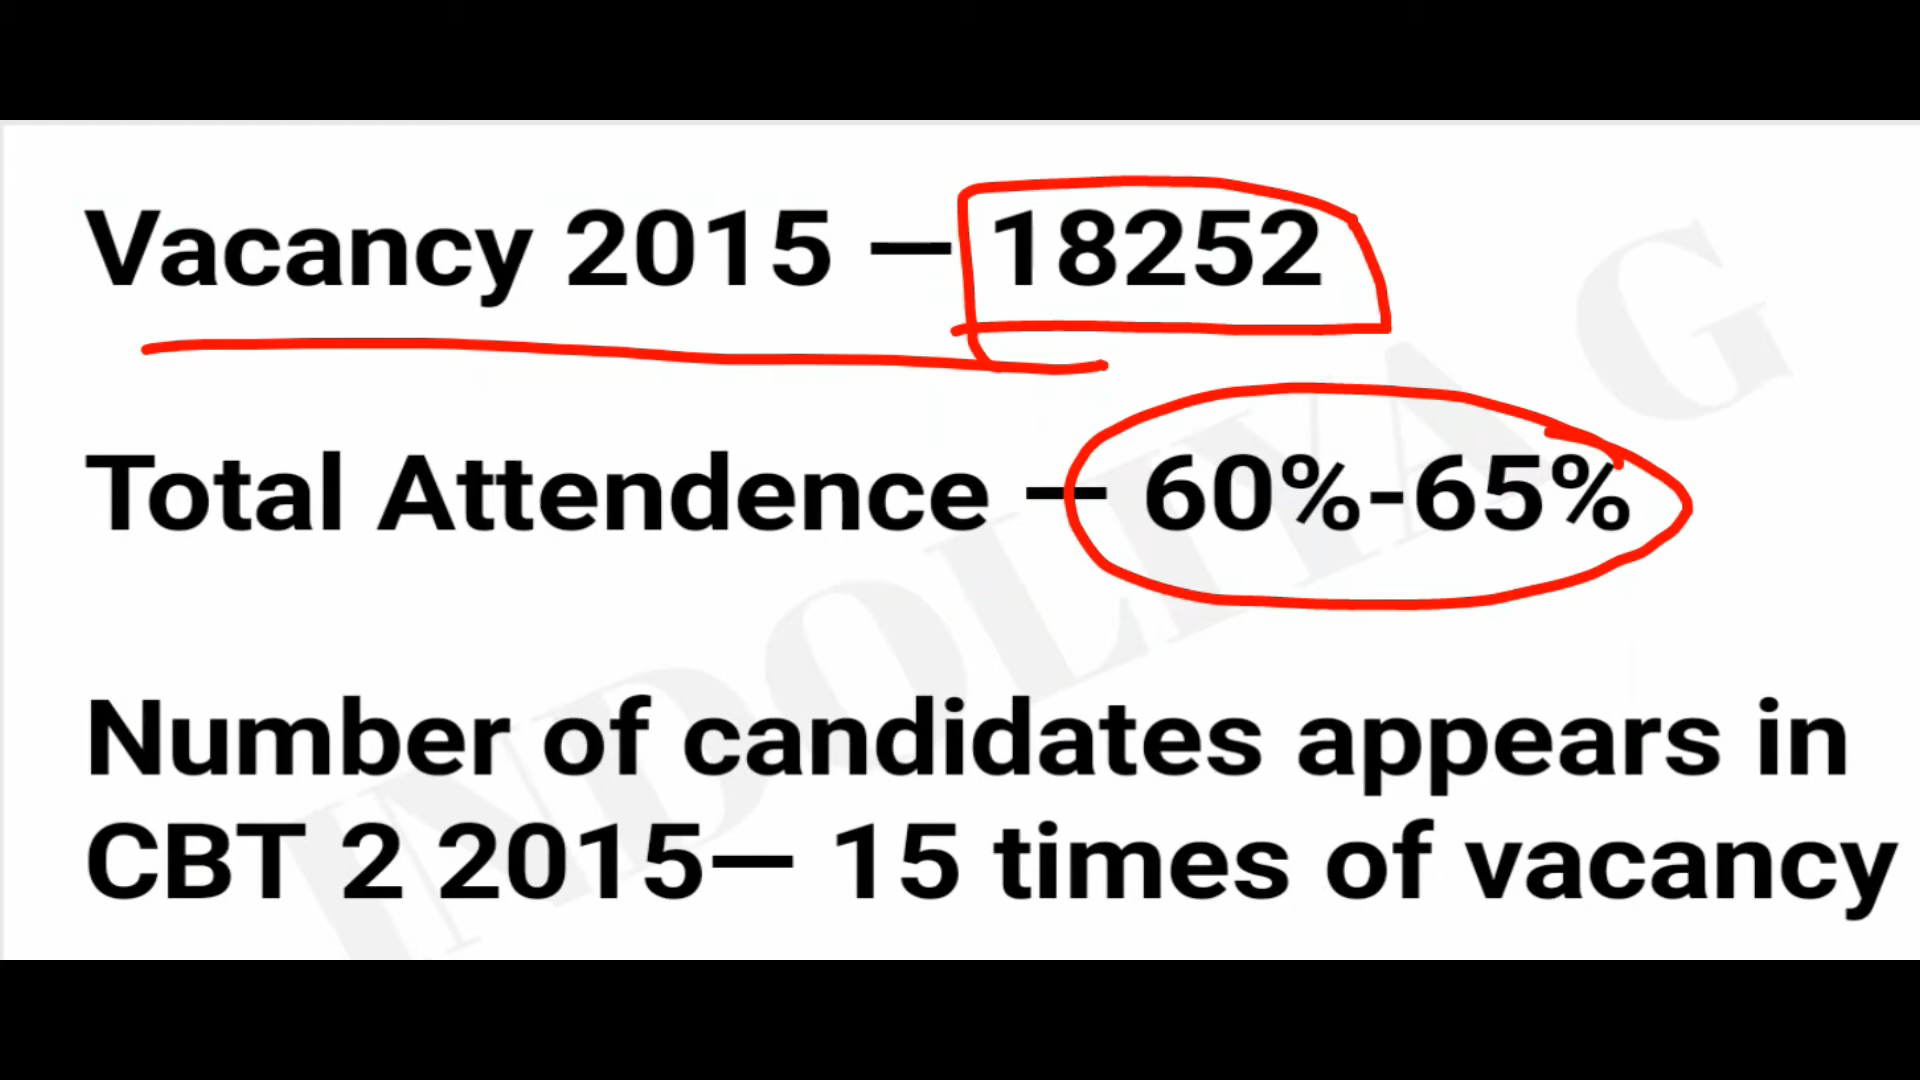 Vacancy 2015 — 18252
Total Attendence — 60%-65%
Number of candidates appears in
CBT 2 2015— 15 times of vacancy
INDOLIYA G